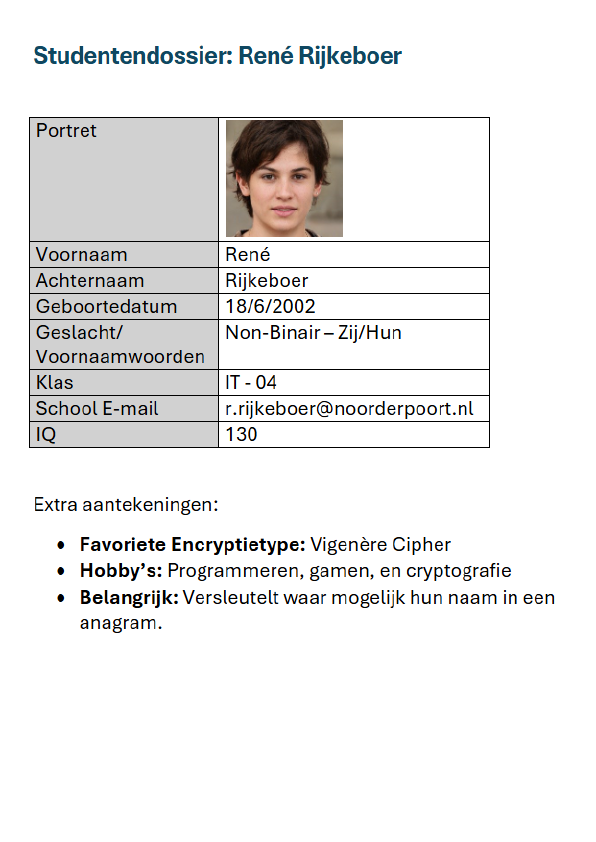 Studentendossier: René Rijkeboer
Portret
Voornaam René
Achternaam Rijkeboer
Geboortedatum 18/6/2002
Geslacht/ Non-Binair – Zij/Hun
Voornaamwoorden
Klas IT - 04
School E-mail r.rijkeboer@noorderpoort.nl
IQ 130
Extra aantekeningen:
• Favoriete Encryptietype: Vigenère Cipher
• Hobby’s: Programmeren, gamen, en cryptografie
• Belangrijk: Versleutelt waar mogelijk hun naam in een
anagram.